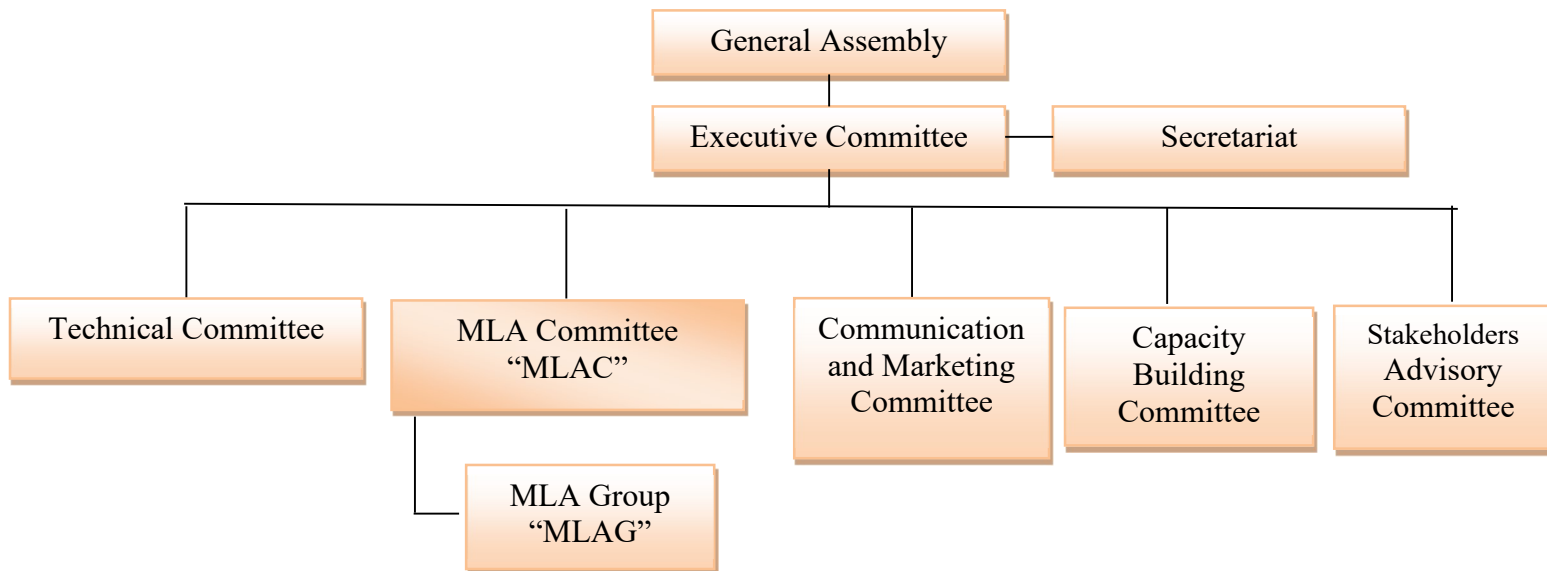 General Assembly
Executive Committee
Secretariat
Technical Committee
MLA Committee
“MLAC”
Communication
and Marketing
Committee
Capacity
Building
Committee
Stakeholders
Advisory
Committee
MLA Group
“MLAG”